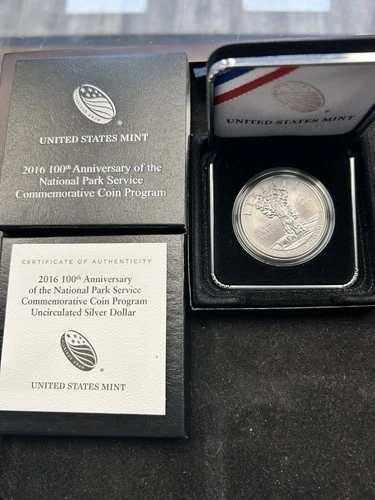 UNITED STATES MINT
2016 100th Anniversary of the
National Park Service
Commemorative Coin Program
UNITED STATES MINT
CERTIFICATE OF AUTHENTICITY
2016 100th Anniversary
of the National Park Service
Commemorative Coin Program
Uncirculated Silver Dollar
UNITED STATES MINT